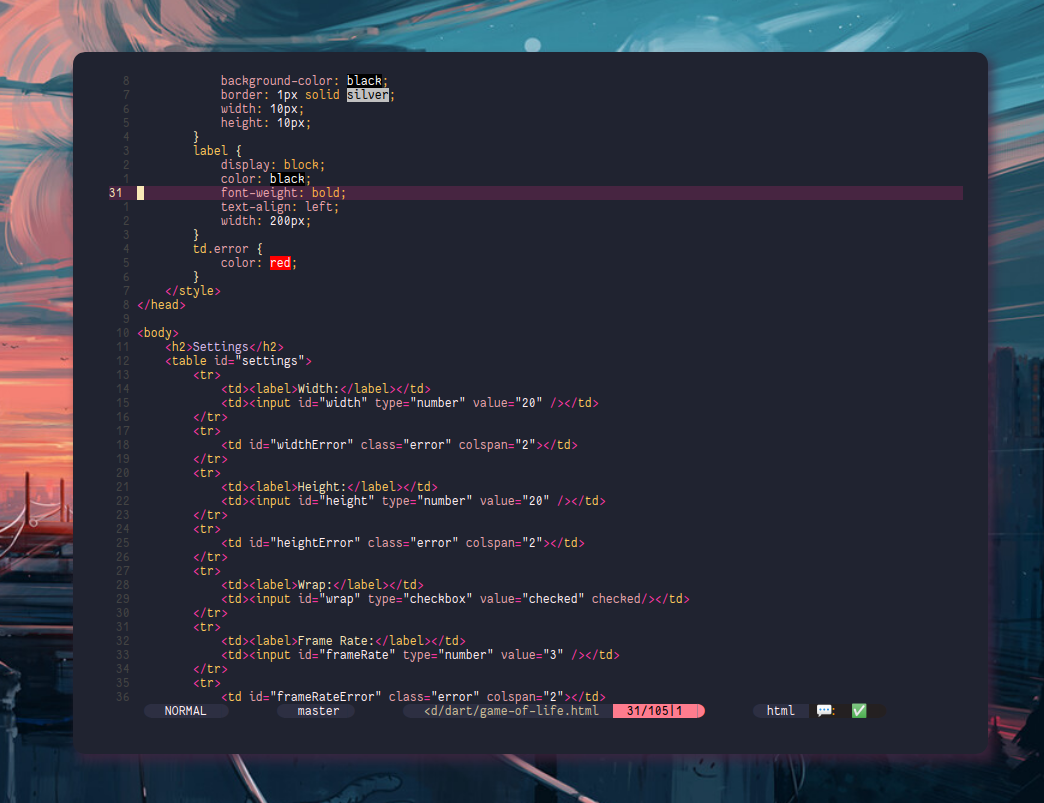 8 background-color: black;
7 border: 1px solid silver;
6 width: 10px;
5 height: 10px;
4 }
3 label {
2 display: block;
1 color: black;
31 font-weight: bold;
1 text-align: left;
2 width: 200px;
3 }
4 td.error {
5 color: red;
6 }
7 </style>
8 </head>
9
10 <body>
11 <h2>Settings</h2>
12 <table id="settings">
13 <tr>
14 <td><label>Width:</label></td>
15 <td><input id="width" type="number" value="20" /></td>
16 </tr>
17 <tr>
18 <td id="widthError" class="error" colspan="2"></td>
19 </tr>
20 <tr>
21 <td><label>Height:</label></td>
22 <td><input id="height" type="number" value="20" /></td>
23 </tr>
24 <tr>
25 <td id="heightError" class="error" colspan="2"></td>
26 </tr>
27 <tr>
28 <td><label>Wrap:</label></td>
29 <td><input id="wrap" type="checkbox" value="checked" checked/></td>
30 </tr>
31 <tr>
32 <td><label>Frame Rate:</label></td>
33 <td><input id="frameRate" type="number" value="3" /></td>
34 </tr>
35 <tr>
36 <td id="frameRateError" class="error" colspan="2"></td>
NORMAL master <d/dart/game-of-life.html 31/105|1 html 💬: ✅